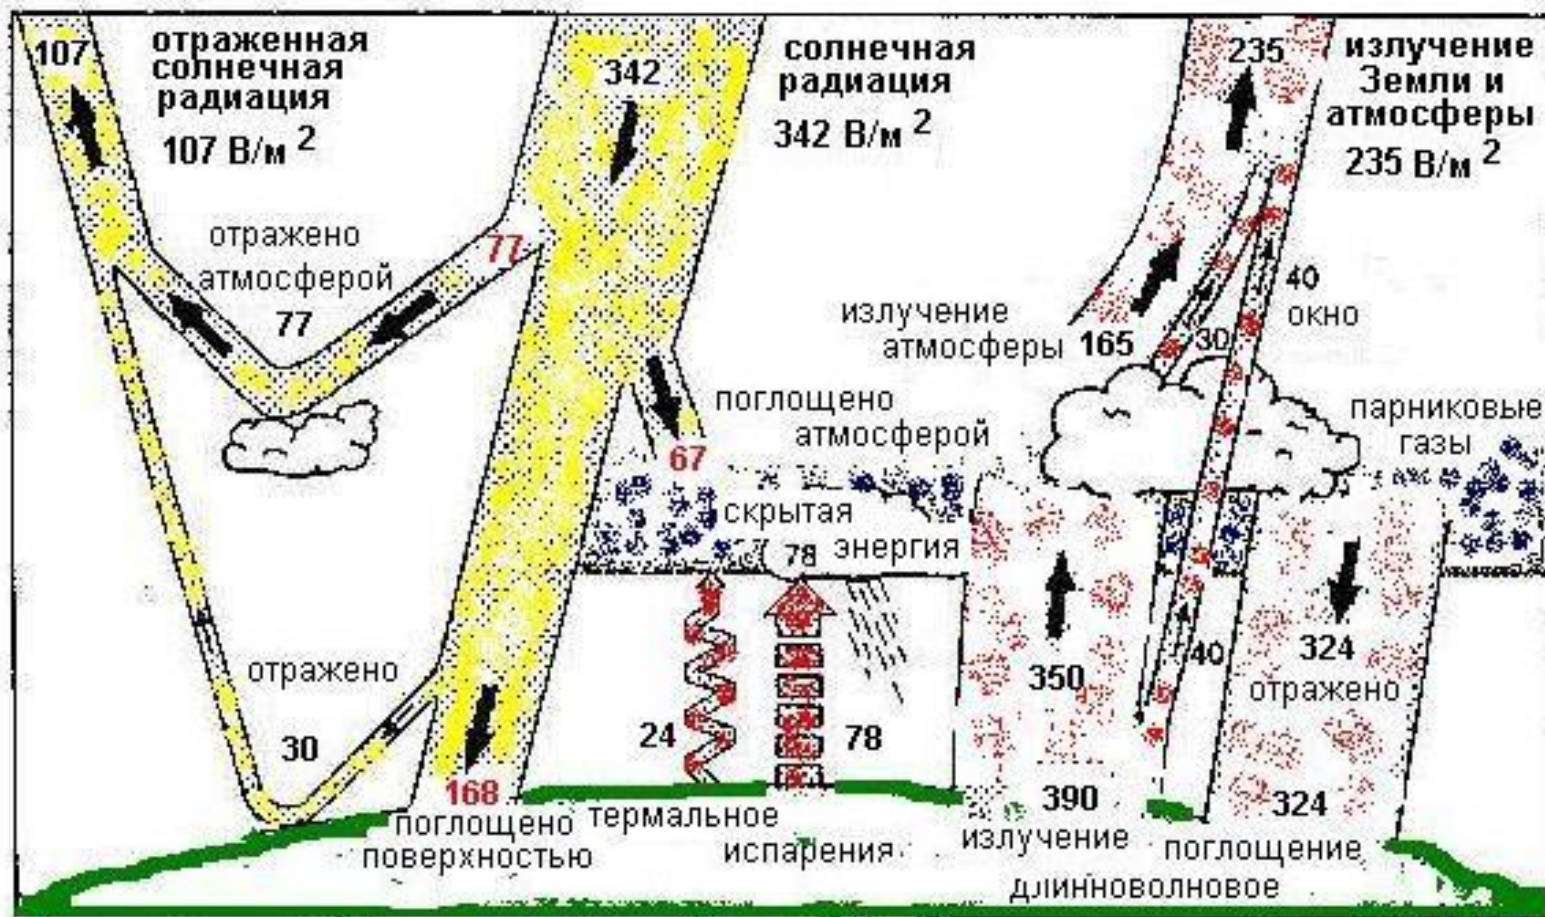 107
отраженная
солнечная
радиация
107 В/м 2
342
солнечная
радиация
342 В/м 2
235
излучение
Земли и
атмосферы
235 В/м 2
отражено
атмосферой
77
77
излучение
атмосферы 165
30
40
окно
поглощено
атмосферой
67
парниковые
газы
скрытая
энергия
78
отражено
30
24
78
350
40
324
отражено
168
поглощено
поверхностью
термальное
испарения
390
излучение
324
поглощение
длинноволновое